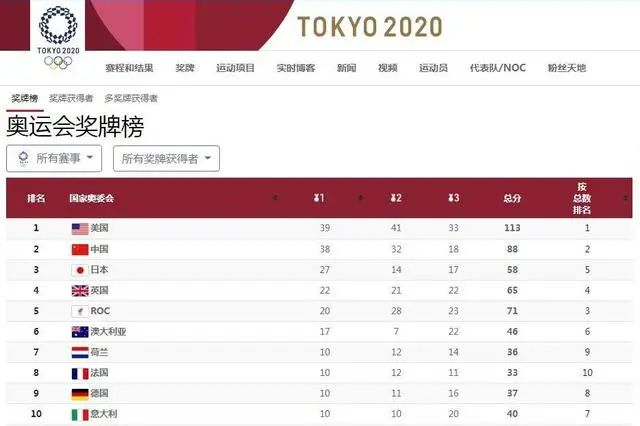 TOKYO 2020
TOKYO 2020
赛程和结果 奖牌 运动项目 实时博客 新闻 视频 运动员 代表队/NOC 粉丝天地
奖牌榜 奖牌获得者 多奖牌获得者
奥运会奖牌榜
所有赛事 所有奖牌获得者
排名 国家奥委会 1 2 3 总分 按总数排名
1 美国 39 41 33 113 1
2 中国 38 32 18 88 2
3 日本 27 14 17 58 5
4 英国 22 21 22 65 4
5 ROC 20 28 23 71 3
6 澳大利亚 17 7 22 46 6
7 荷兰 10 12 14 36 9
8 法国 10 12 11 33 10
9 德国 10 11 16 37 8
10 意大利 10 10 20 40 7